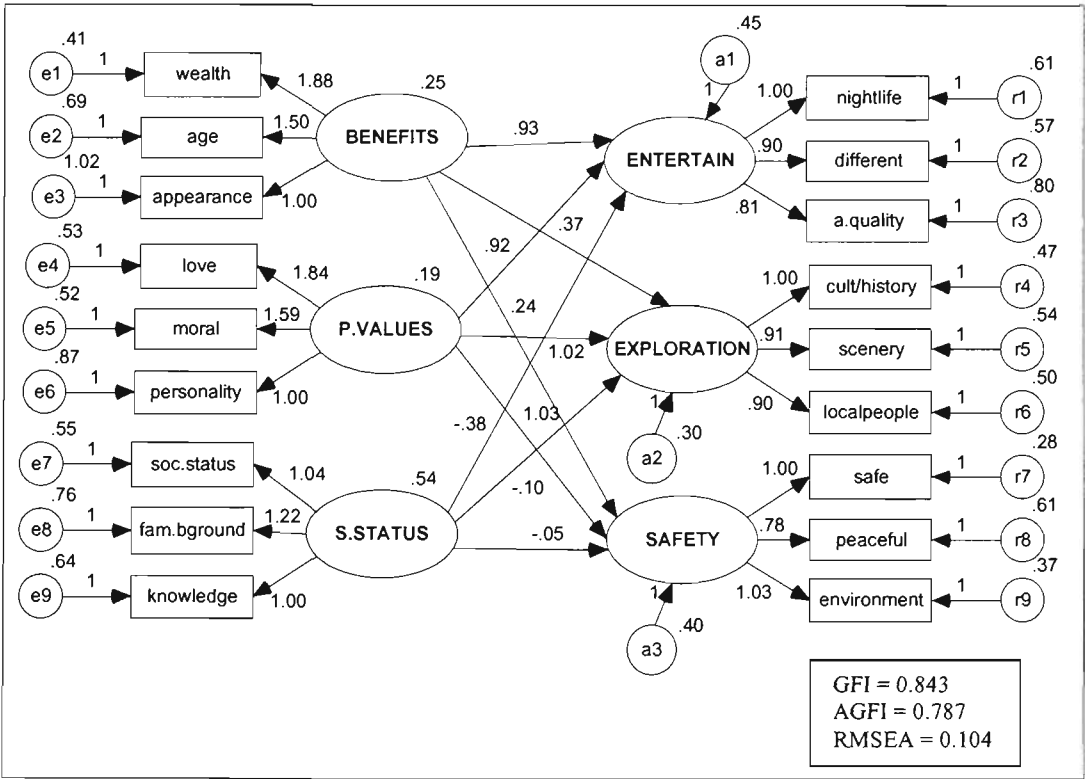 .41
e1
1
wealth
1.88
.69
e2
1
age
1.50
1.02
e3
1
appearance
1.00
.25
BENEFITS
.53
e4
1
love
1.84
.52
e5
1
moral
1.59
.87
e6
1
personality
1.00
.19
P.VALUES
.55
e7
1
soc.status
1.04
.76
e8
1
fam.bground
1.22
.64
e9
1
knowledge
1.00
.54
S.STATUS
.93
.37
.92
.24
1.02
-.38
1.03
-.10
-.05
.45
a1
1
ENTERTAIN
1.00
nightlife
1
.61
r1
.90
different
1
.57
r2
.81
a.quality
1
.80
r3
EXPLORATION
1
.30
a2
1.00
cult/history
1
.47
r4
.91
scenery
1
.54
r5
.90
localpeople
1
.50
r6
SAFETY
1
.40
a3
1.00
safe
1
.28
r7
.78
peaceful
1
.61
r8
1.03
environment
1
.37
r9
GFI = 0.843
AGFI = 0.787
RMSEA = 0.104